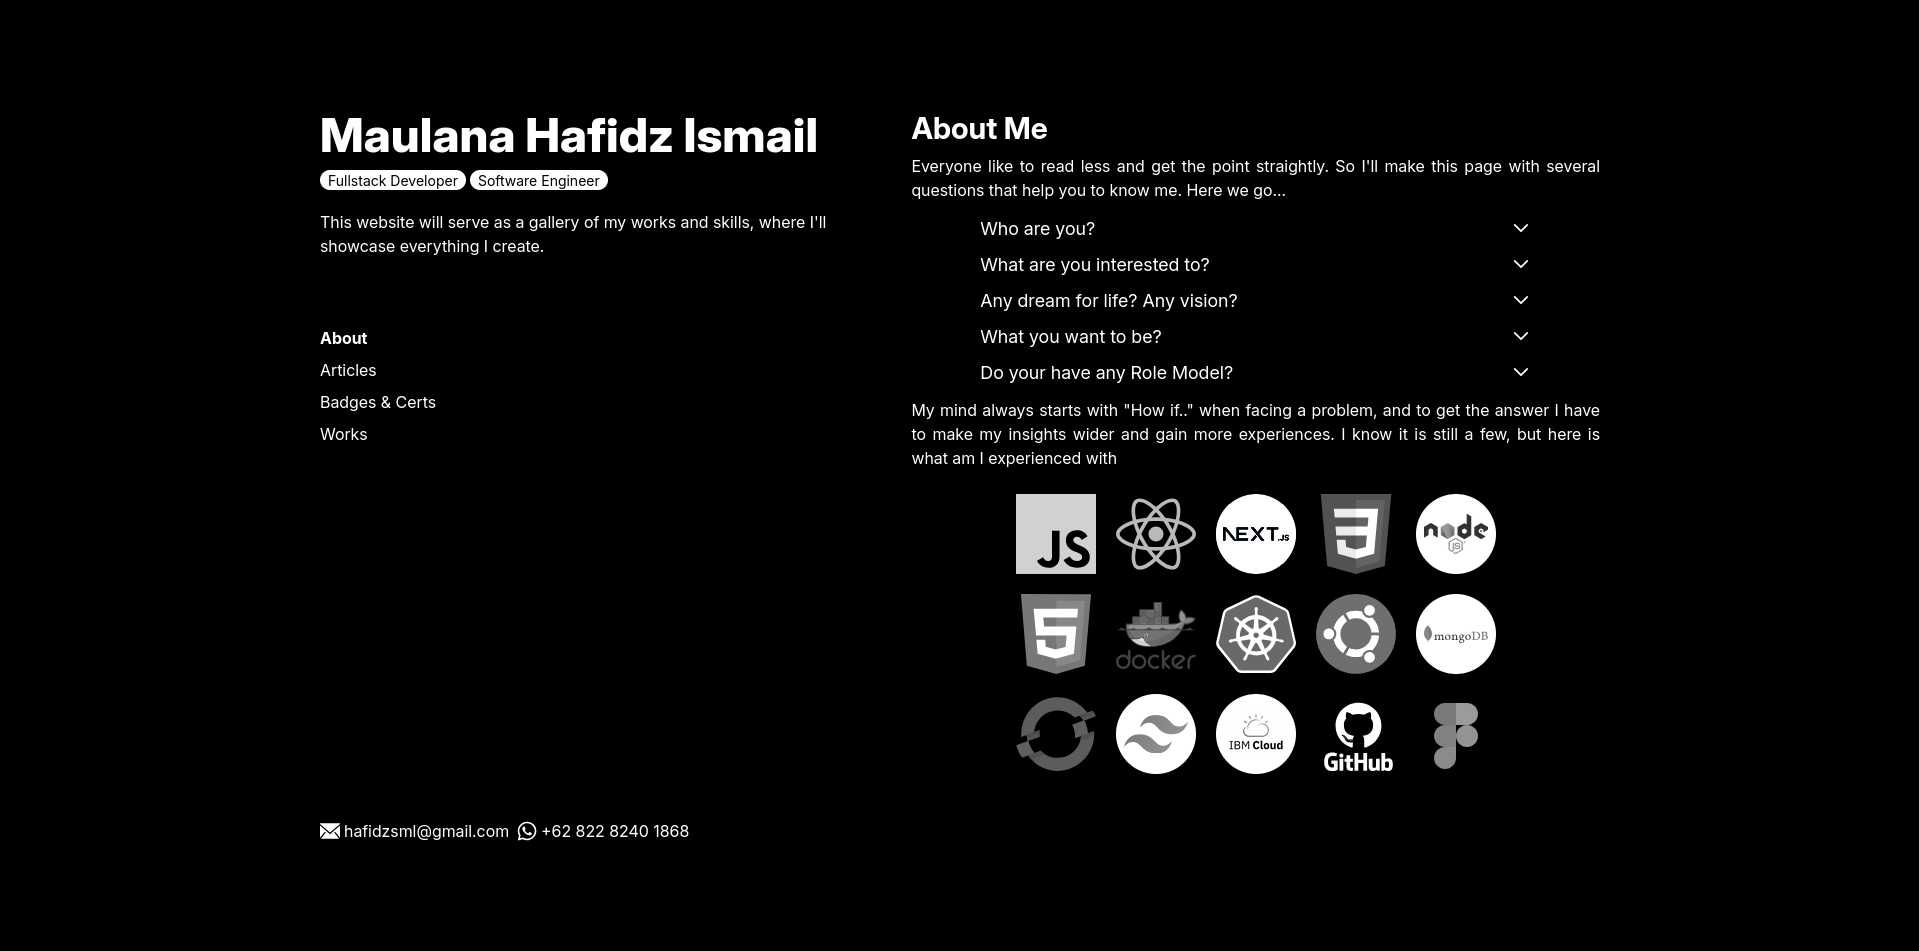 Maulana Hafidz Ismail
Fullstack Developer Software Engineer
This website will serve as a gallery of my works and skills, where I'll
showcase everything I create.
About
Articles
Badges & Certs
Works
hafidzsml@gmail.com +62 822 8240 1868
About Me
Everyone like to read less and get the point straightly. So I'll make this page with several
questions that help you to know me. Here we go...
Who are you?
What are you interested to?
Any dream for life? Any vision?
What you want to be?
Do your have any Role Model?
My mind always starts with "How if.." when facing a problem, and to get the answer I have
to make my insights wider and gain more experiences. I know it is still a few, but here is
what am I experienced with
JS
NEXT.JS
3
node
JS
5
docker
mongoDB
IBM Cloud
GitHub